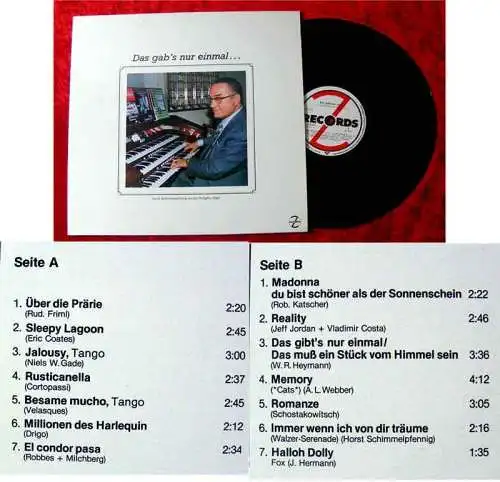 Das gab's nur einmal...
RECORDS
Seite A
1. Über die Prärie 2:20
(Rud. Friml)
2. Sleepy Lagoon 2:45
(Eric Coates)
3. Jalousy, Tango 3:00
(Niels W. Gade)
4. Rusticanella 2:37
(Cortopassi)
5. Besame mucho, Tango 2:45
(Velasques)
6. Millionen des Harlequin 2:12
(Drigo)
7. El condor pasa 2:34
(Robbes + Milchberg)
Seite B
1. Madonna
du bist schöner als der Sonnenschein 2:22
(Rob. Katscher)
2. Reality 2:46
(Jeff Jordan + Vladimir Costa)
3. Das gibt's nur einmal/
Das muß ein Stück vom Himmel sein 3:36
(W. R. Heymann)
4. Memory 4:16
("Cats") (A. L. Webber)
5. Romanze 3:05
(Schostakowitsch)
6. Immer wenn ich von dir träume 2:16
(Walzer-Serenade) (Horst Schimmelpfennig)
7. Halloh Dolly 1:35
Fox (J. Hermann)